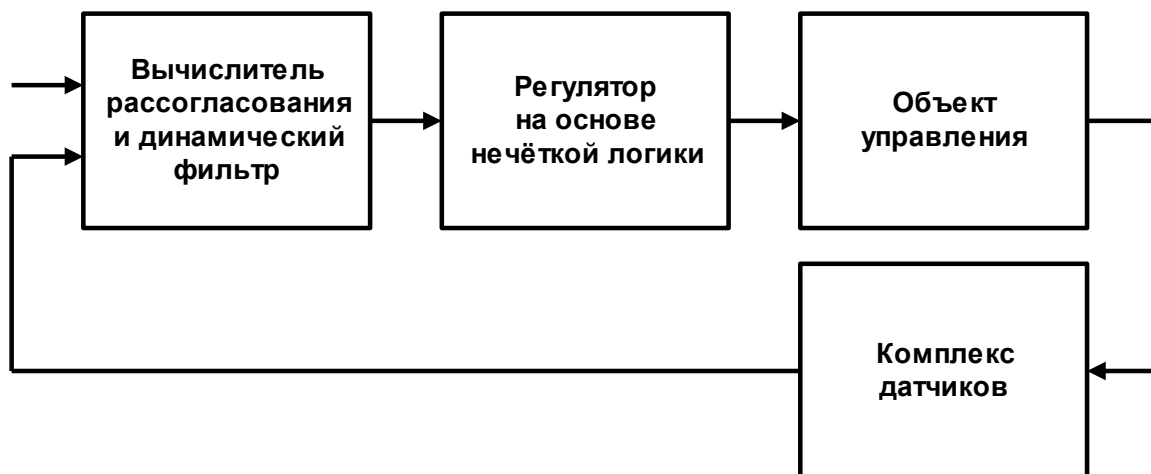 Вычислитель
рассогласования
и динамический
фильтр
Регулятор
на основе
нечёткой логики
Объект
управления
Комплекс
датчиков